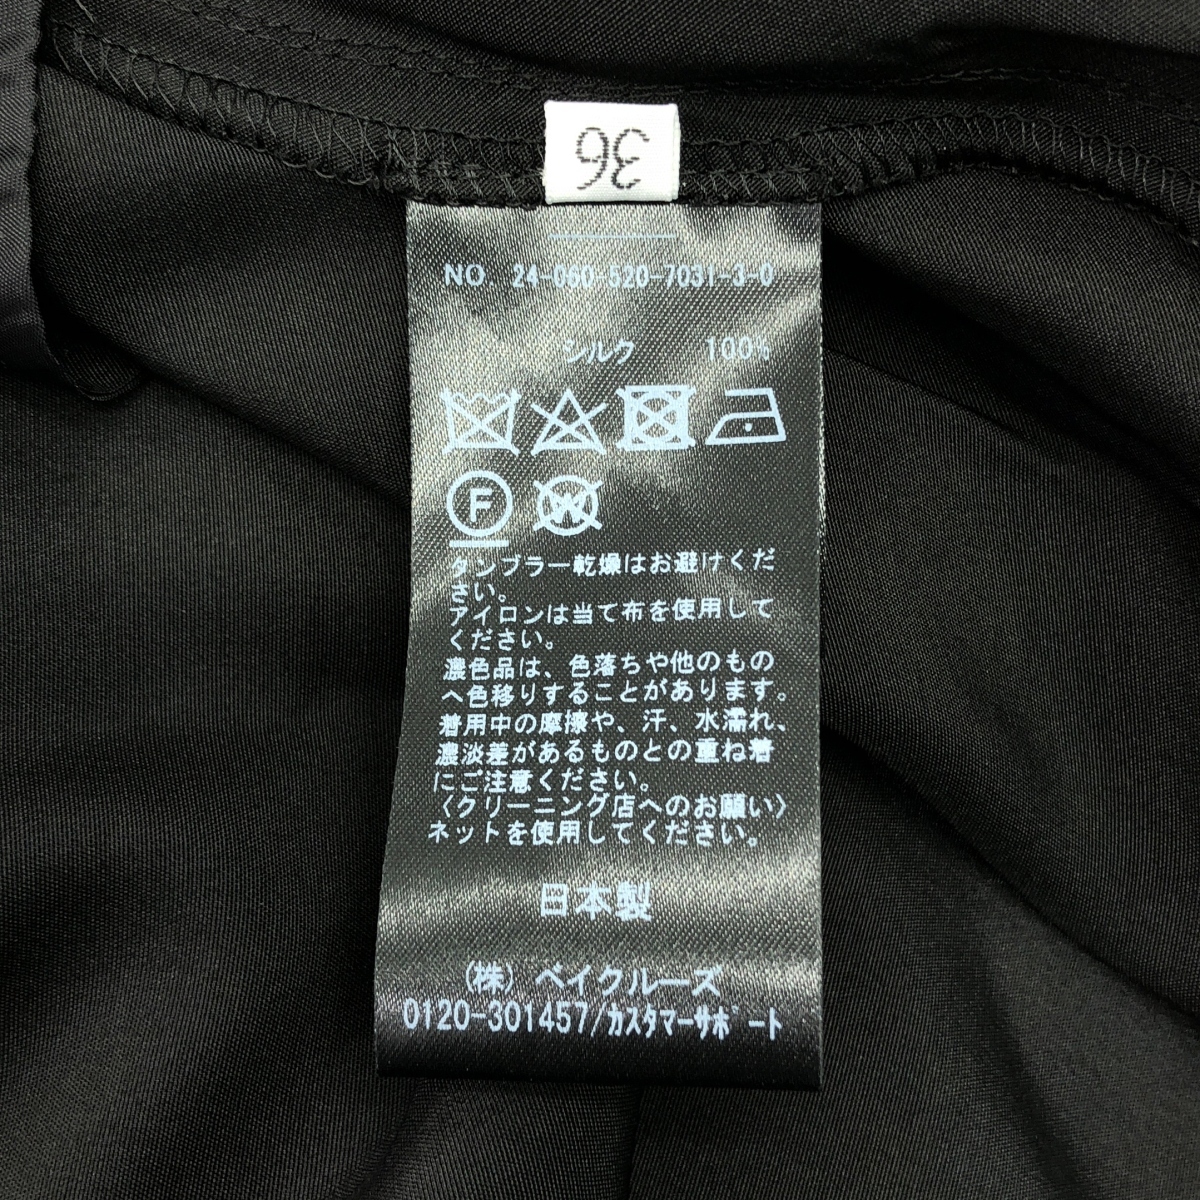 36
NO. 24-060-520-7031-3-0
シルク 100%
F
W
タンブラー乾燥はお避けくだ
さい。
アイロンは当て布を使用して
ください。
濃色品は、色落ちや他のもの
へ色移りすることがあります。
着用中の摩擦や、汗、水濡れ、
濃淡差があるものとの重ね着
にご注意ください。
〈クリーニング店へのお願い〉
ネットを使用してください。
日本製
(株) ベイクルーズ
0120-301457/ｶｽﾀﾏｰｻﾎﾟｰﾄ